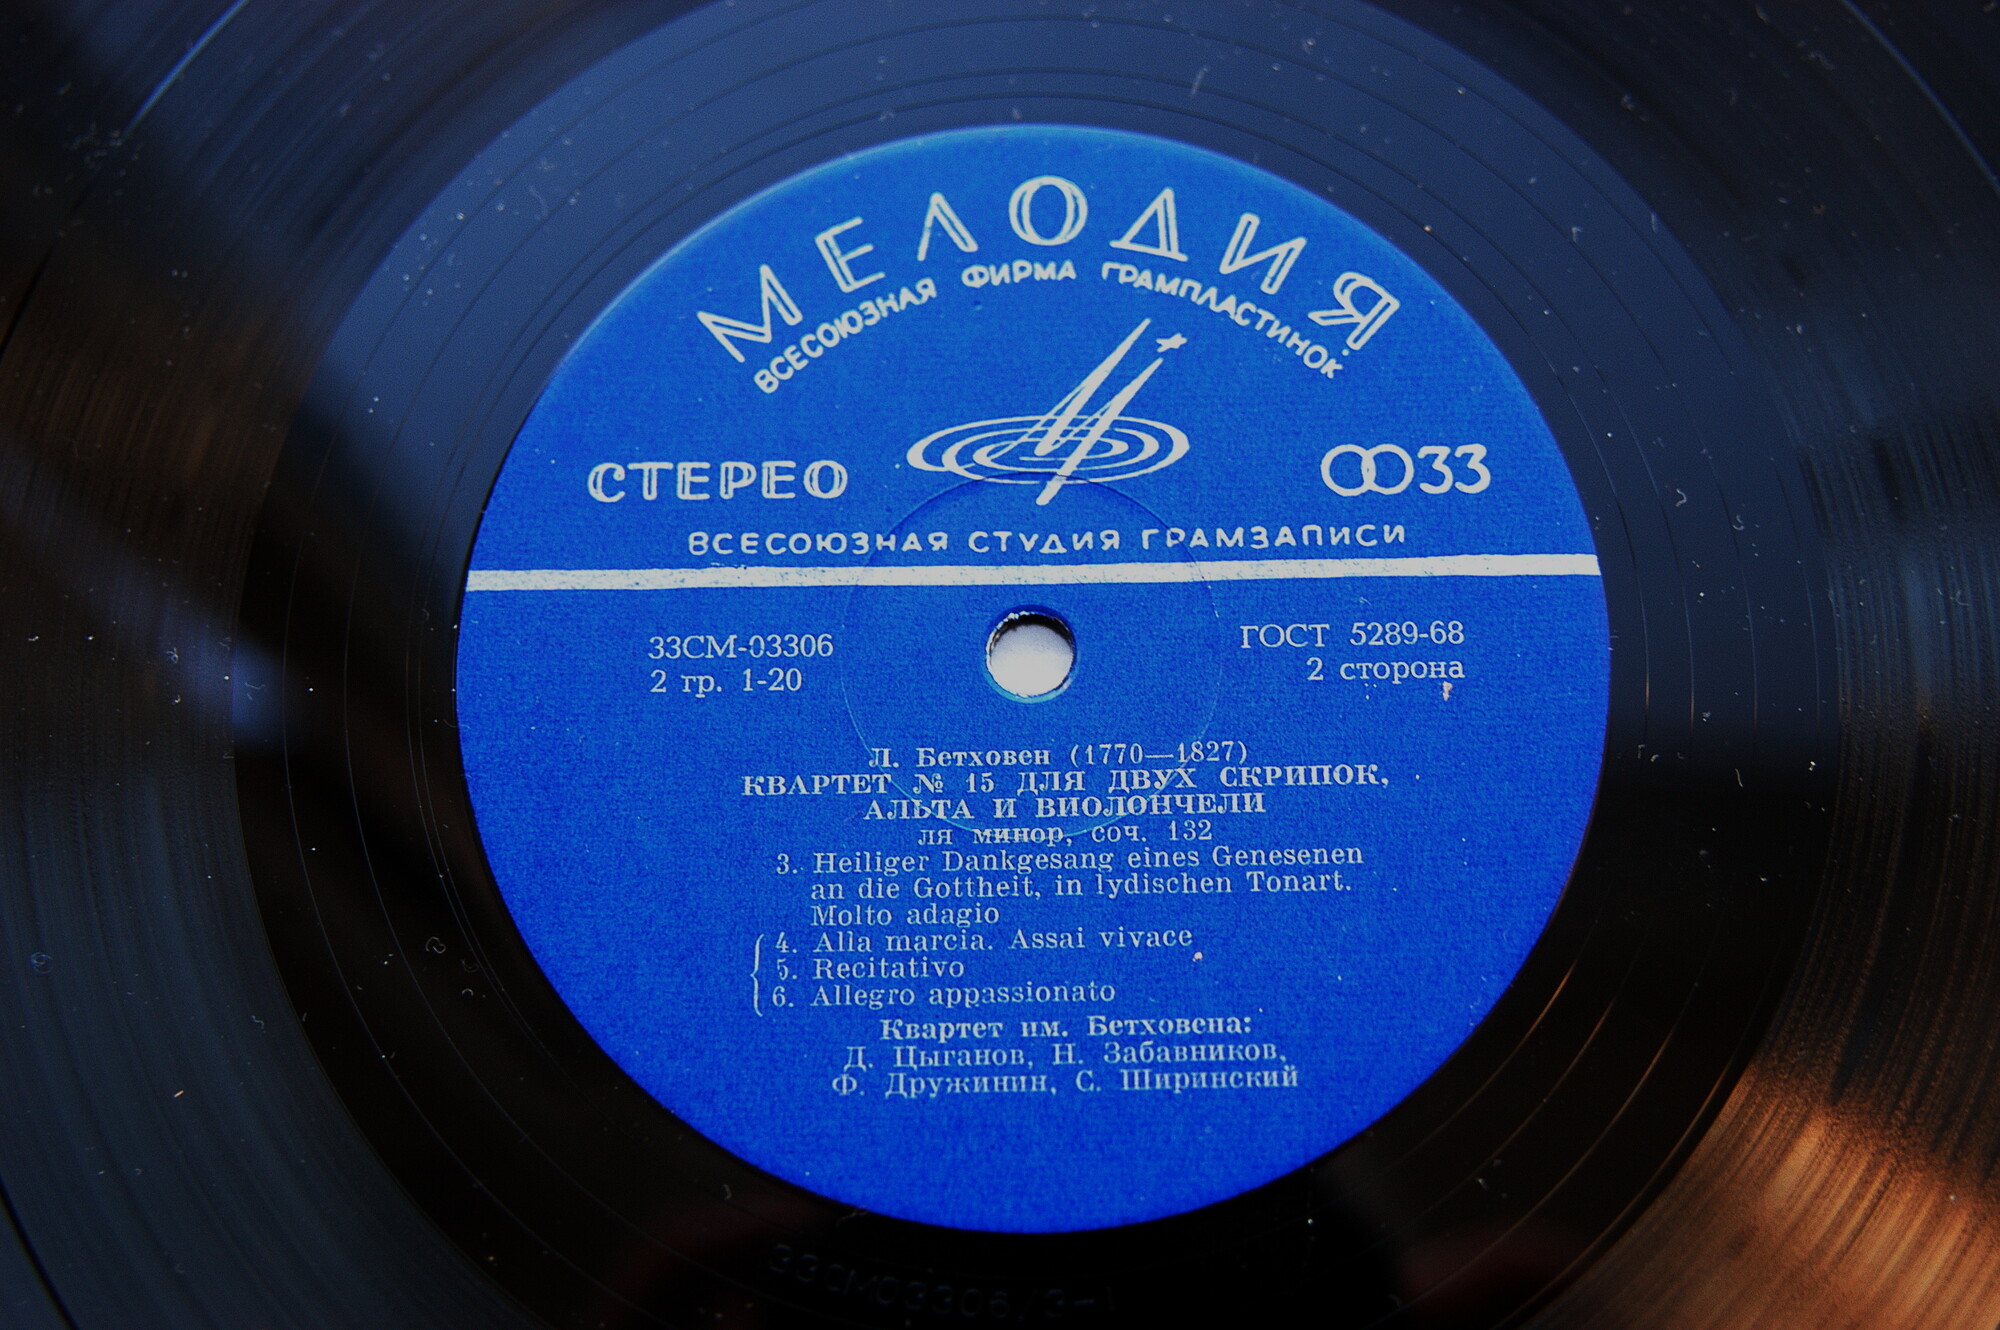 МЕЛОДИЯ
ВСЕСОЮЗНАЯ ФИРМА ГРАМПЛАСТИНОК
СТЕРЕО
33
ВСЕСОЮЗНАЯ СТУДИЯ ГРАМЗАПИСИ
33СМ-03306
ГОСТ 5289-68
2 гр. 1-20
2 сторона
Л. Бетховен (1770—1827)
КВАРТЕТ № 15 ДЛЯ ДВУХ СКРИПОК,
АЛЬТА И ВИОЛОНЧЕЛИ
ля минор, соч. 132
3. Heiliger Dankgesang eines Genesenen
an die Gottheit, in lydischen Tonart.
Molto adagio
4. Alla marcia. Assai vivace
5. Recitativo
6. Allegro appassionato
Квартет им. Бетховена:
Д. Цыганов, Н. Забавников,
Ф. Дружинин, С. Ширинский
33СМ03306/3-1